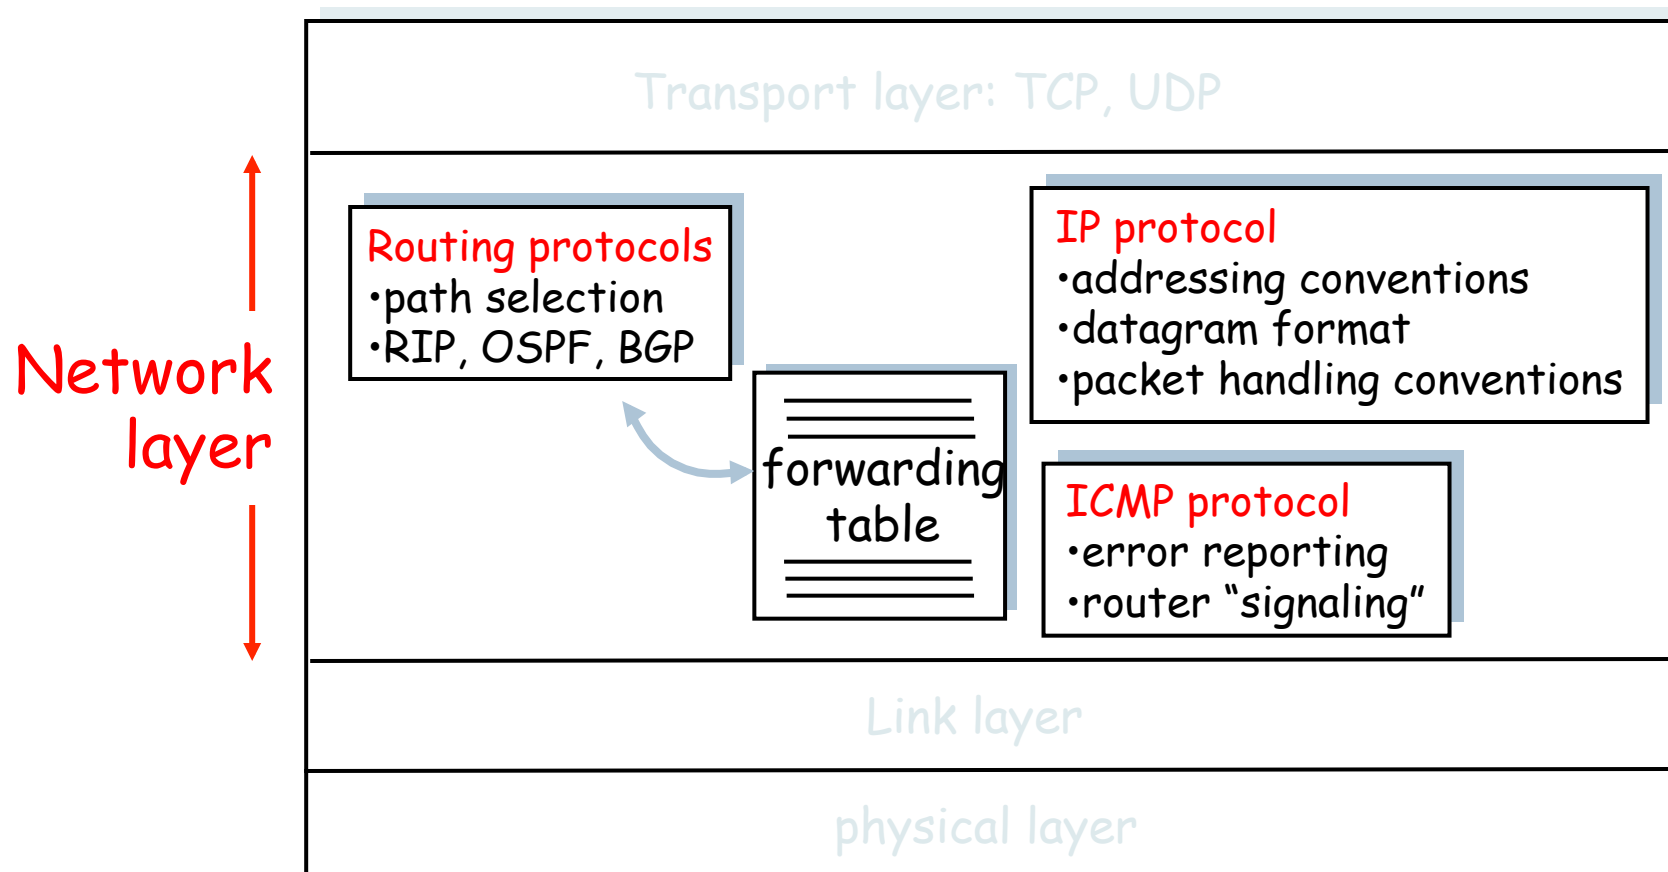 Transport layer: TCP, UDP
Network
layer
Routing protocols
•path selection
•RIP, OSPF, BGP
forwarding
table
IP protocol
•addressing conventions
•datagram format
•packet handling conventions
ICMP protocol
•error reporting
•router “signaling”
Link layer
physical layer